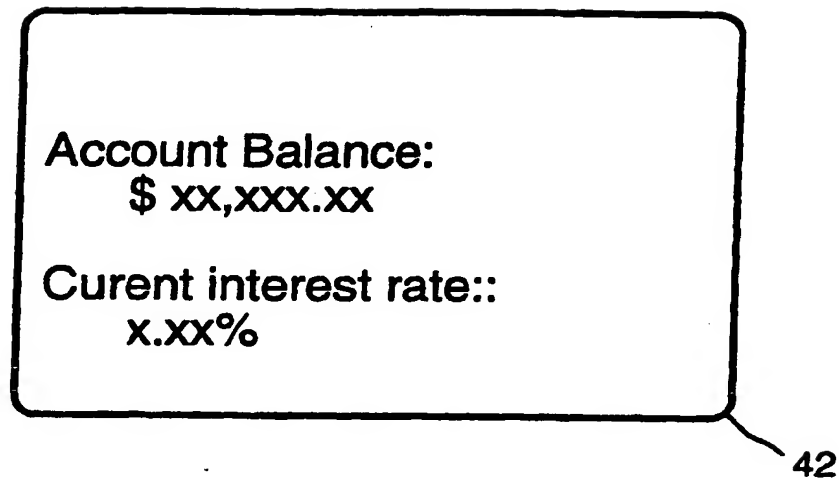 Account Balance:
$ xx,xxx.xx
Curent interest rate::
x.xx%
42